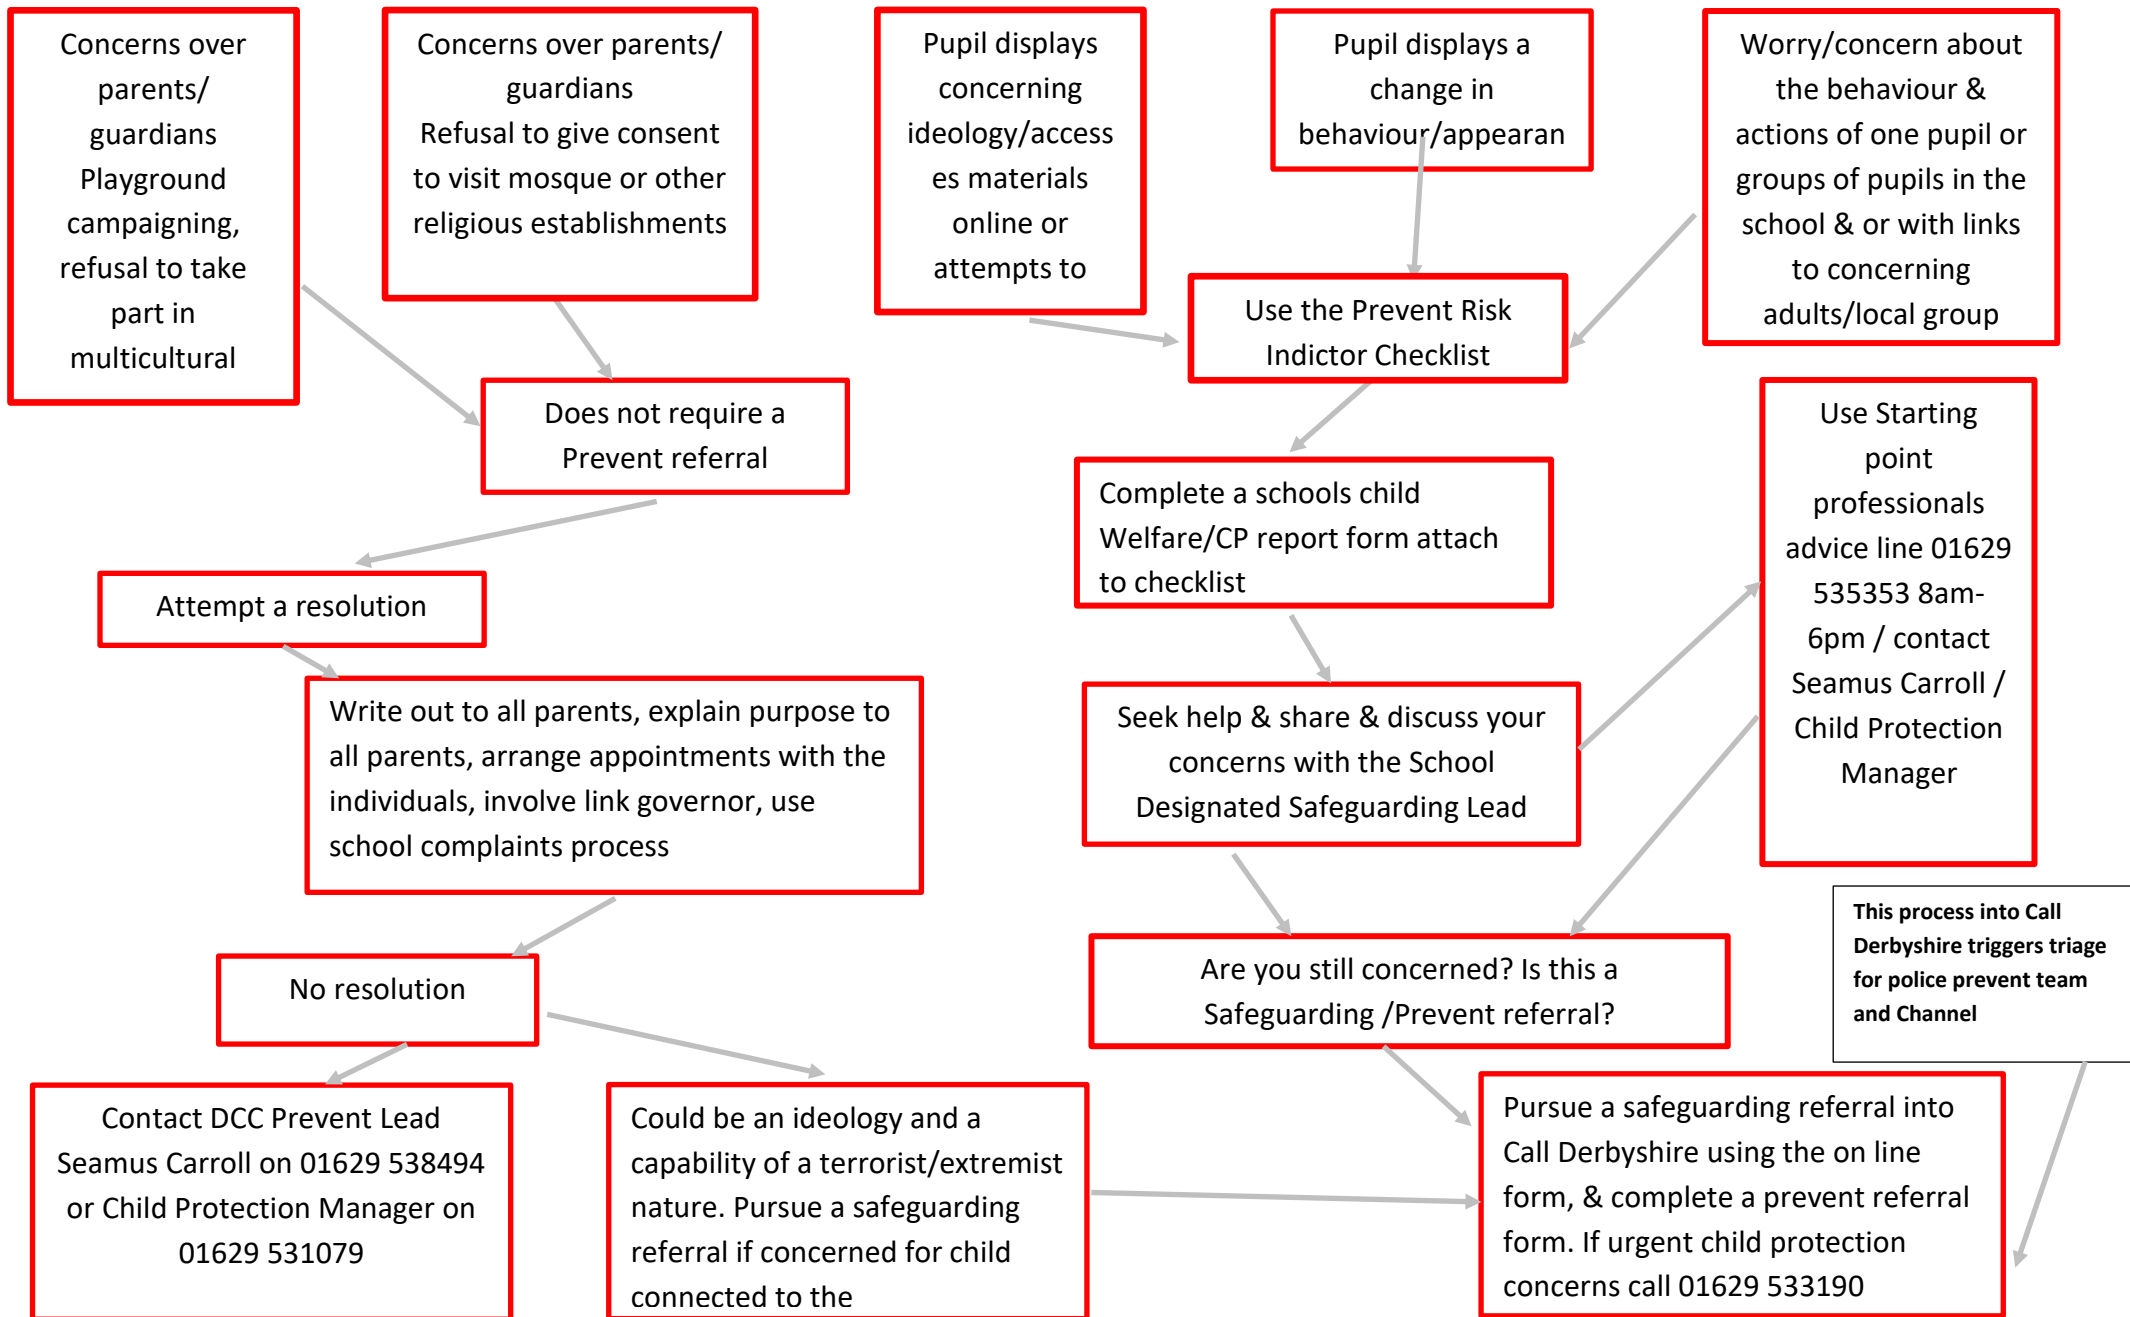 Concerns over
parents/
guardians
Playground
campaigning,
refusal to take
part in
multicultural
Concerns over parents/
guardians
Refusal to give consent
to visit mosque or other
religious establishments
Pupil displays
concerning
ideology/access
es materials
online or
attempts to
Pupil displays a
change in
behaviour/appearan
Worry/concern about
the behaviour &
actions of one pupil or
groups of pupils in the
school & or with links
to concerning
adults/local group
Use the Prevent Risk
Indictor Checklist
Does not require a
Prevent referral
Use Starting
point
professionals
advice line 01629
535353 8am-
6pm / contact
Seamus Carroll /
Child Protection
Manager
Complete a schools child
Welfare/CP report form attach
to checklist
Attempt a resolution
Write out to all parents, explain purpose to
all parents, arrange appointments with the
individuals, involve link governor, use
school complaints process
Seek help & share & discuss your
concerns with the School
Designated Safeguarding Lead
This process into Call
Derbyshire triggers triage
for police prevent team
and Channel
No resolution
Are you still concerned? Is this a
Safeguarding /Prevent referral?
Contact DCC Prevent Lead
Seamus Carroll on 01629 538494
or Child Protection Manager on
01629 531079
Could be an ideology and a
capability of a terrorist/extremist
nature. Pursue a safeguarding
referral if concerned for child
connected to the
Pursue a safeguarding referral into
Call Derbyshire using the on line
form, & complete a prevent referral
form. If urgent child protection
concerns call 01629 533190